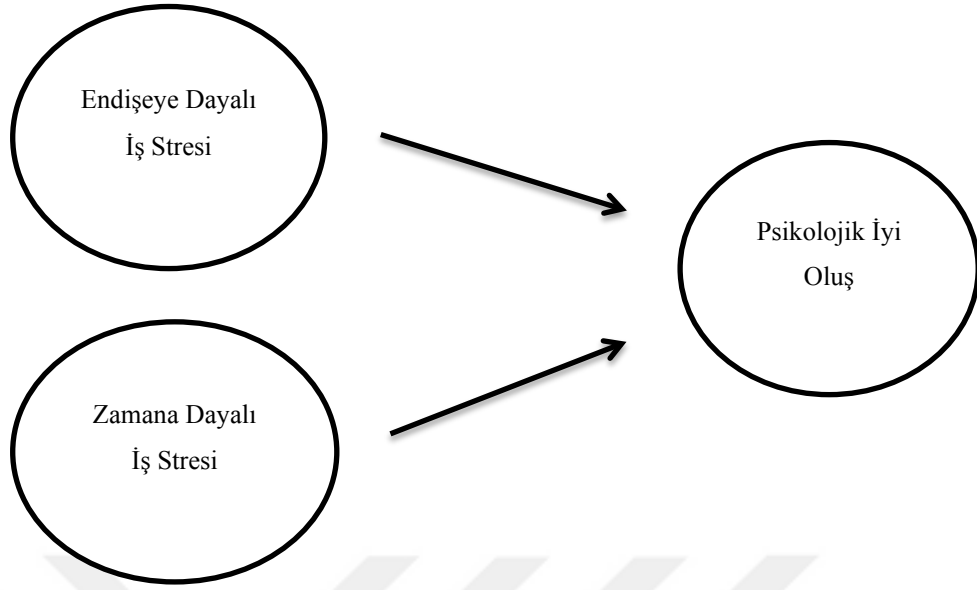 Endişeye Dayalı
İş Stresi
Psikolojik İyi
Oluş
Zamana Dayalı
İş Stresi